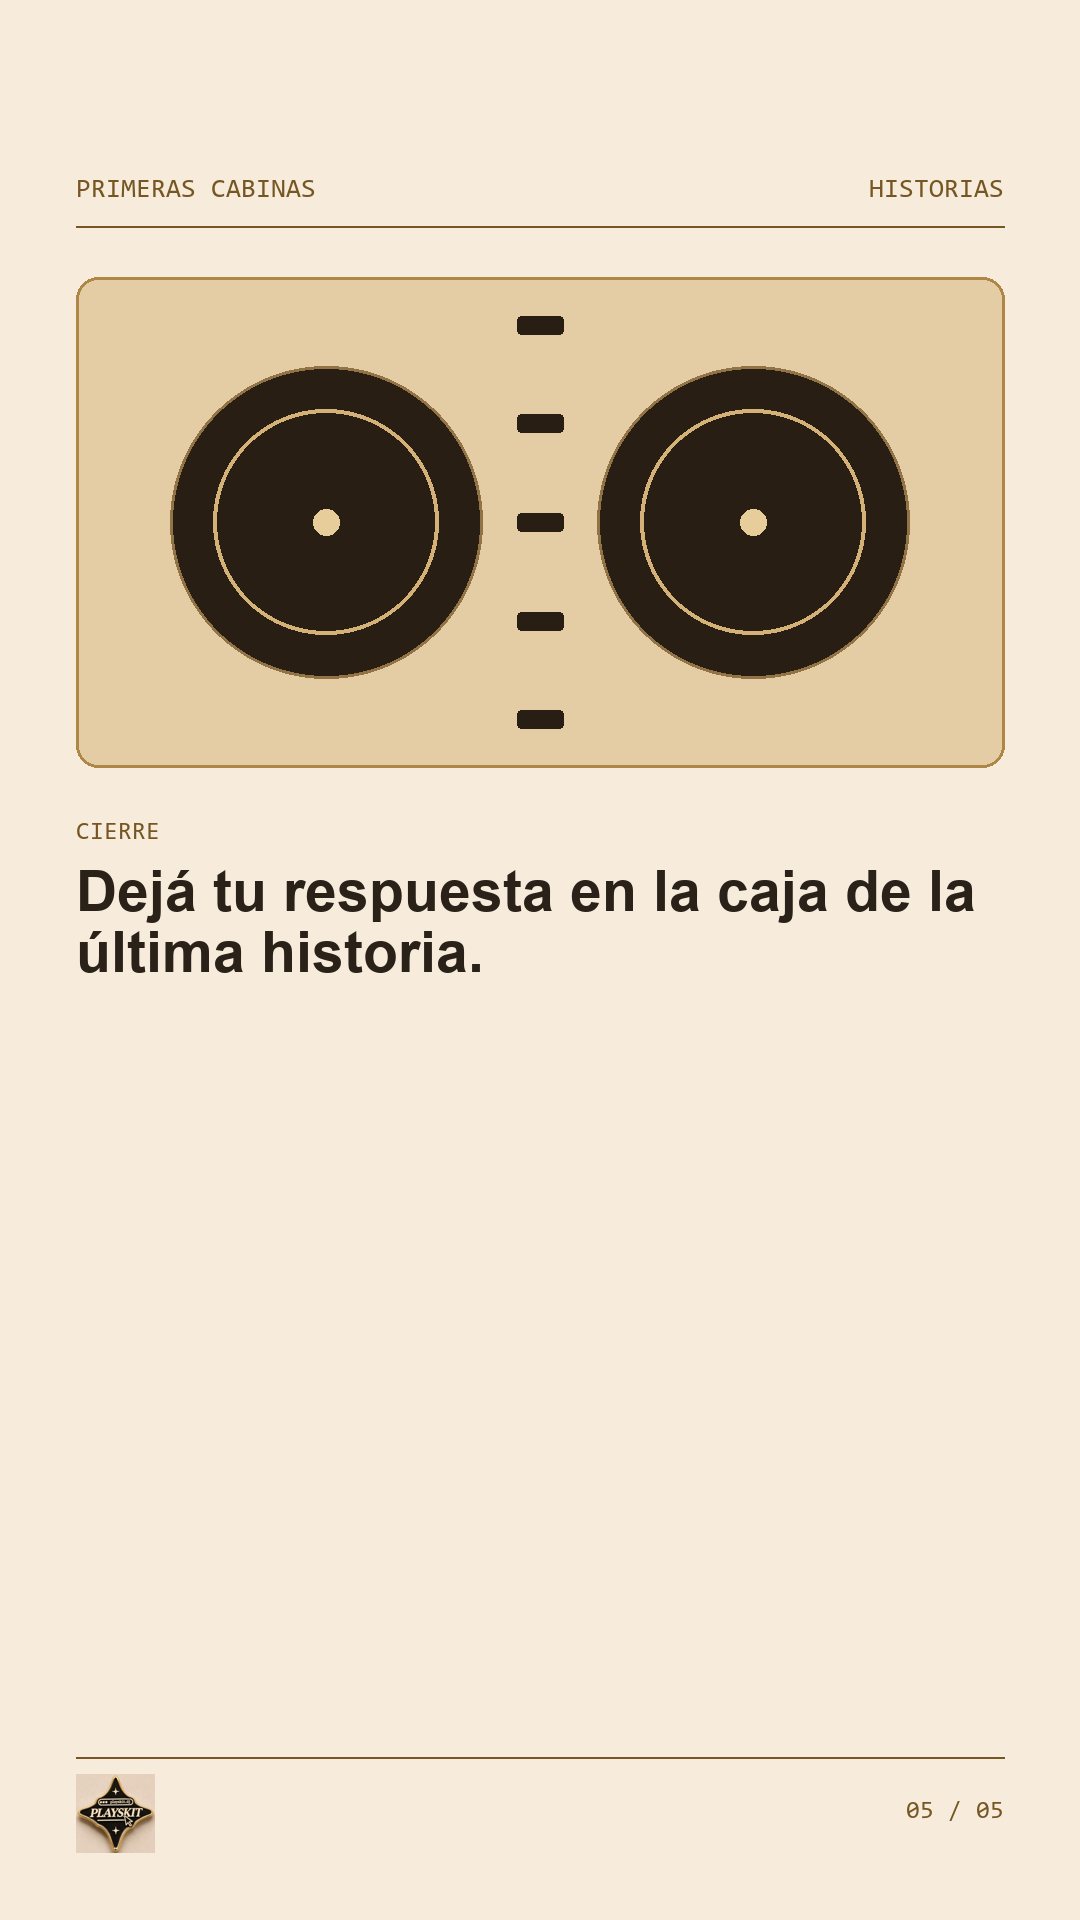 PRIMERAS CABINAS
HISTORIAS
CIERRE
Dejá tu respuesta en la caja de la
última historia.
PLAYSKIT
05 / 05